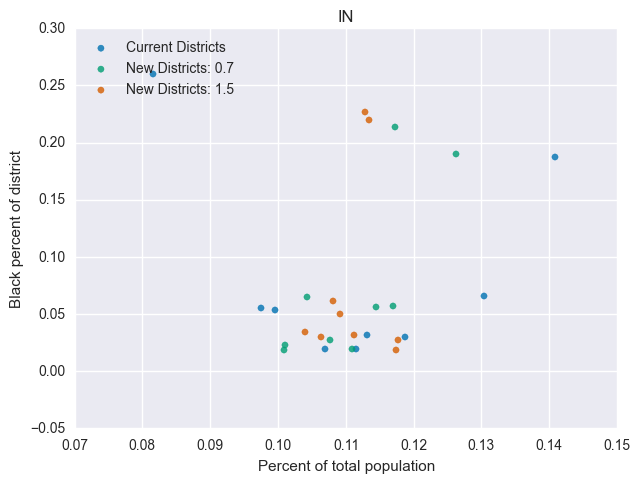 IN
Current Districts
New Districts: 0.7
New Districts: 1.5
0.30
0.25
0.20
0.15
0.10
0.05
0.00
−0.05
Black percent of district
0.07 0.08 0.09 0.10 0.11 0.12 0.13 0.14 0.15
Percent of total population